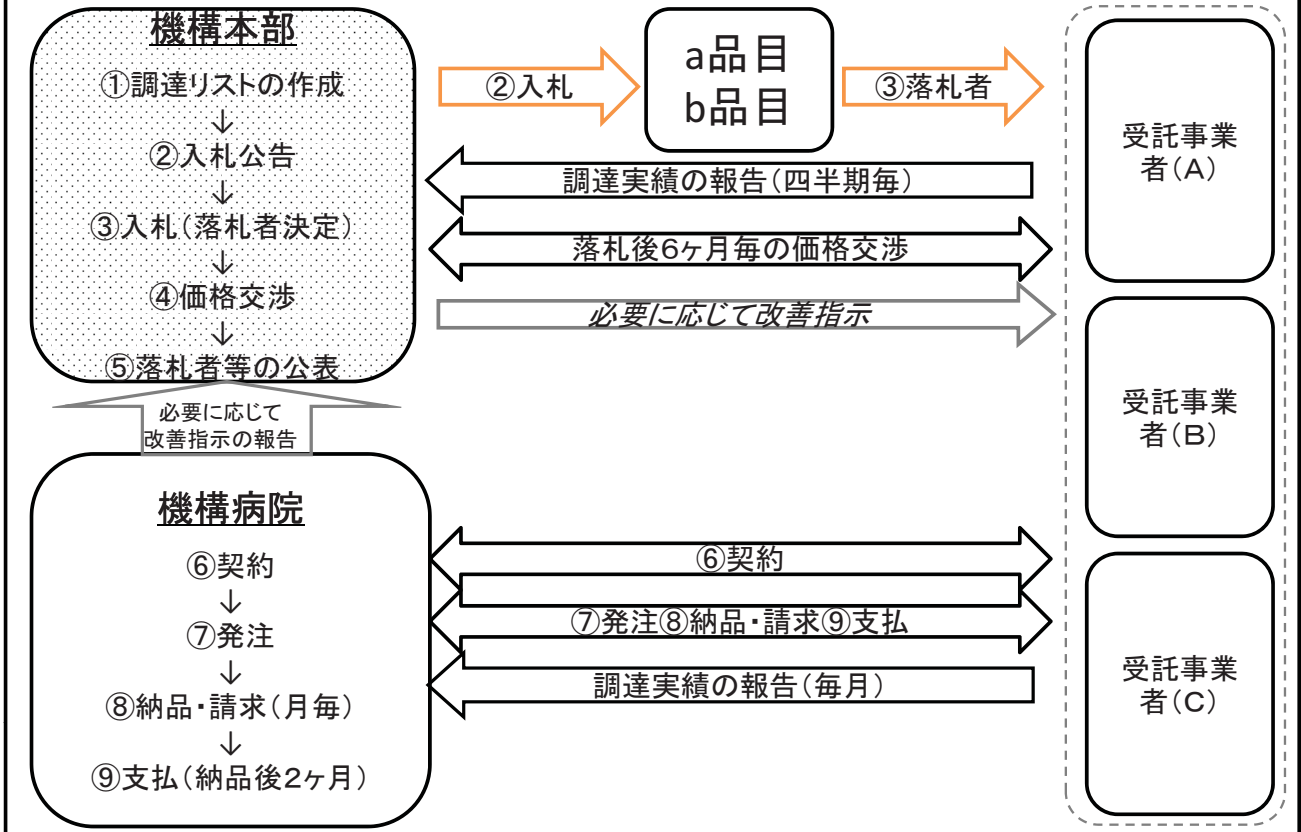 機構本部
①調達リストの作成
↓
②入札公告
↓
③入札(落札者決定)
↓
④価格交渉
↓
⑤落札者等の公表
②入札
a品目
b品目
③落札者
調達実績の報告(四半期毎)
落札後6ヶ月毎の価格交渉
必要に応じて改善指示
受託事業
者(A)
受託事業
者(B)
受託事業
者(C)
必要に応じて
改善指示の報告
機構病院
⑥契約
↓
⑦発注
↓
⑧納品・請求(月毎)
↓
⑨支払(納品後2ヶ月)
⑥契約
⑦発注⑧納品・請求⑨支払
調達実績の報告(毎月)